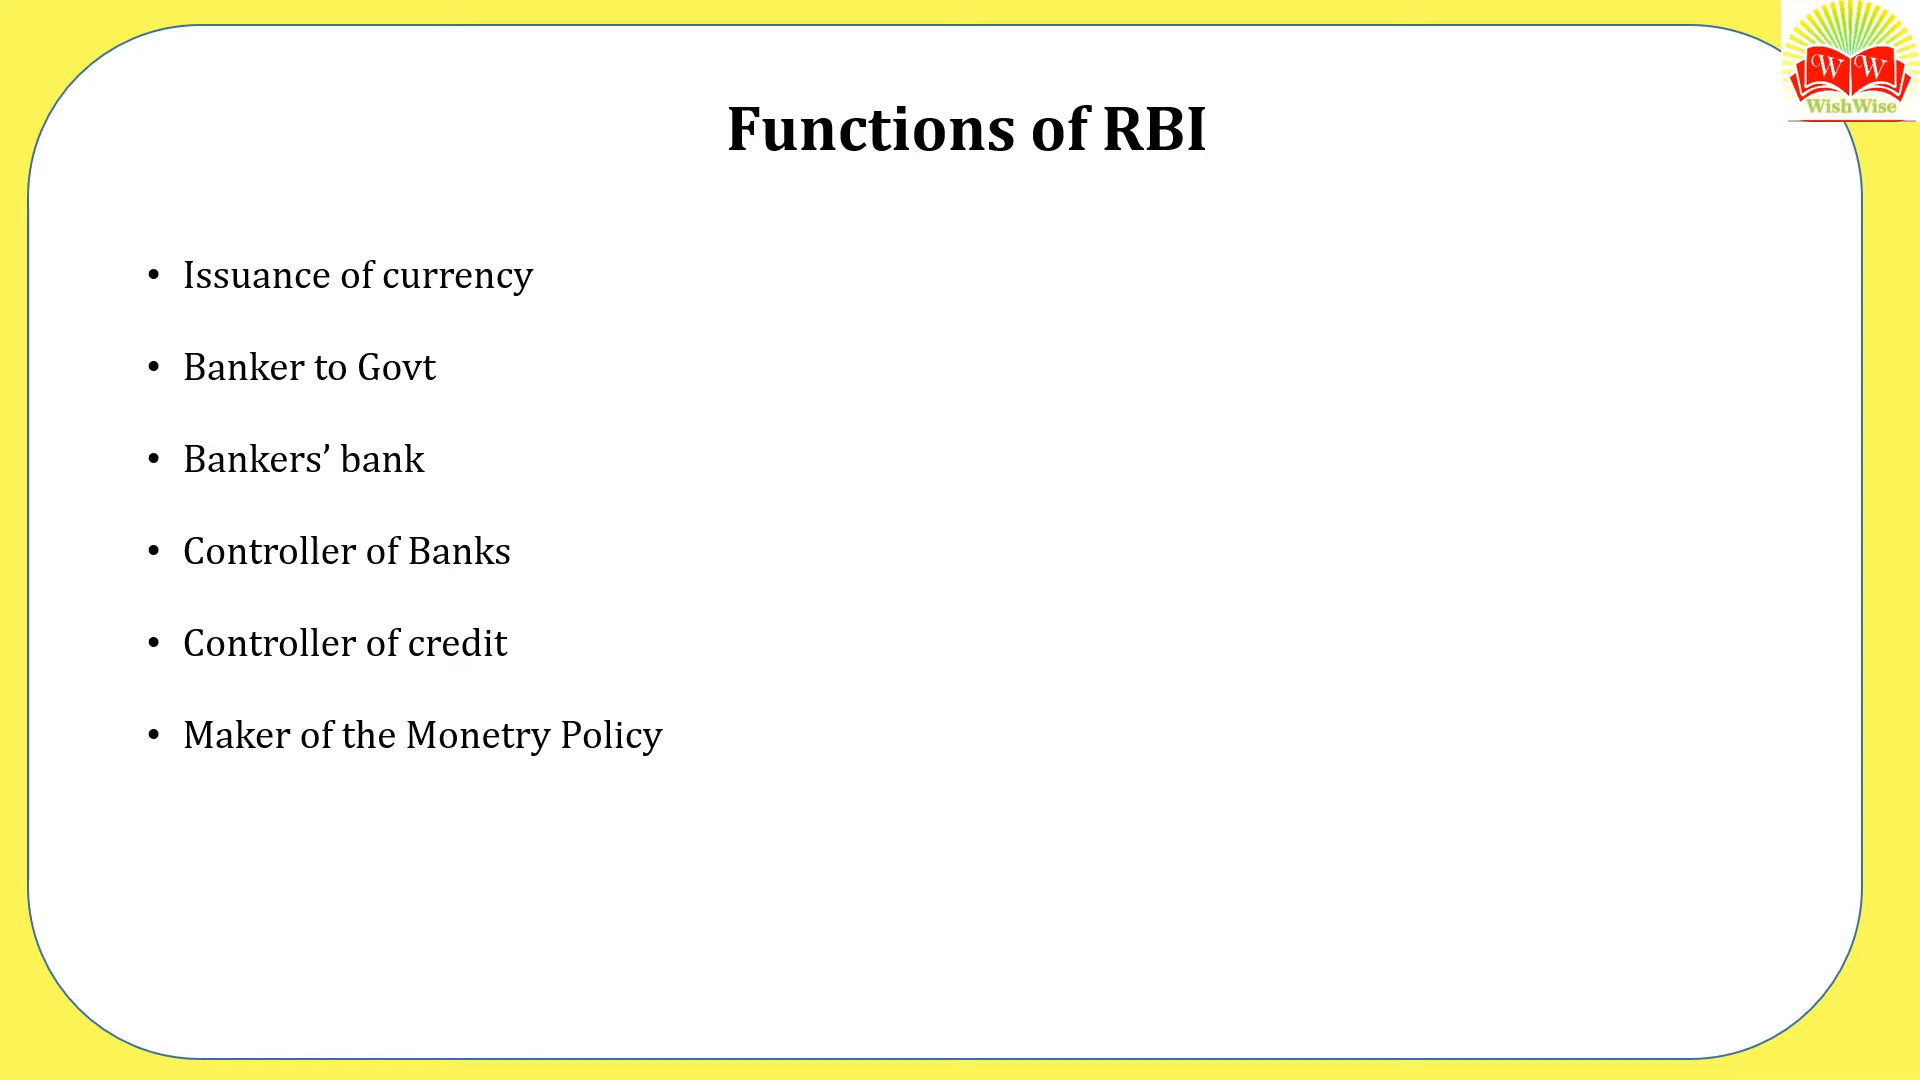 W W
WishWise
Functions of RBI
• Issuance of currency
• Banker to Govt
• Bankers’ bank
• Controller of Banks
• Controller of credit
• Maker of the Monetry Policy